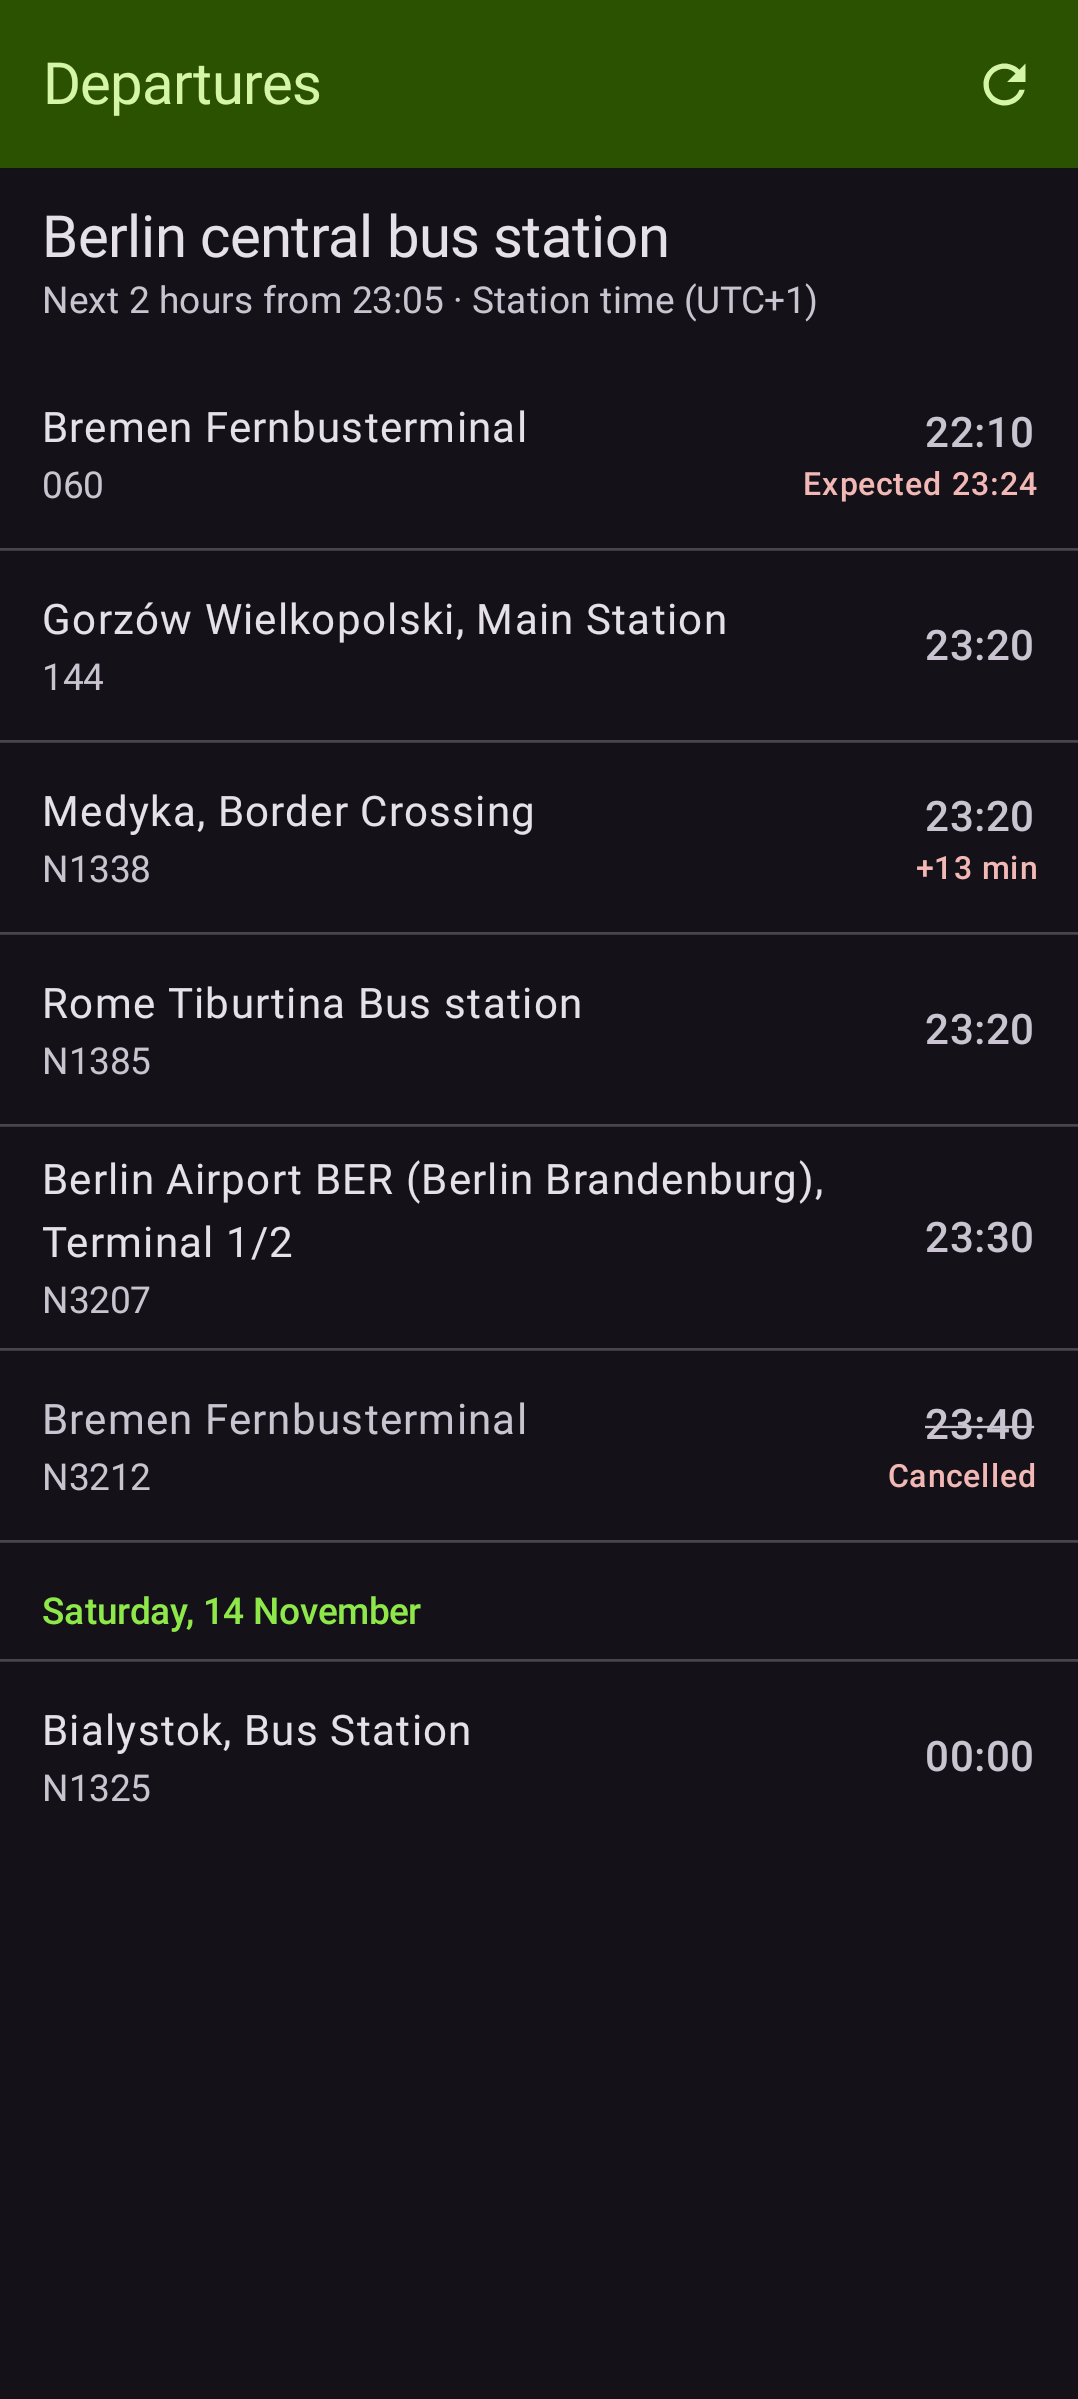 Departures
Berlin central bus station
Next 2 hours from 23:05 · Station time (UTC+1)
Bremen Fernbusterminal
22:10
060
Expected 23:24
Gorzów Wielkopolski, Main Station
144
23:20
Medyka, Border Crossing
23:20
N1338
+13 min
Rome Tiburtina Bus station
N1385
23:20
Berlin Airport BER (Berlin Brandenburg),
Terminal 1/2
N3207
23:30
Bremen Fernbusterminal
23:40
N3212
Cancelled
Saturday, 14 November
Bialystok, Bus Station
N1325
00:00